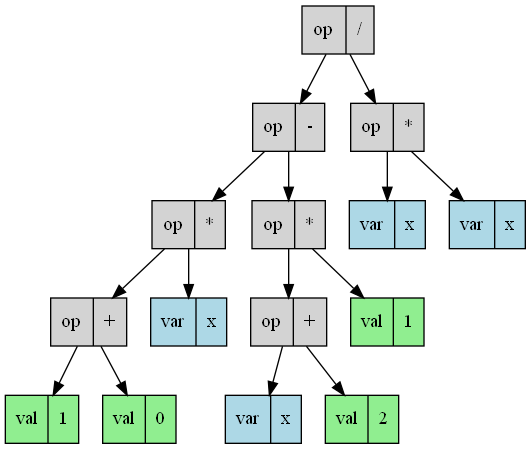 op /
op - op *
op * op * var x var x
op + var x op + val 1
val 1 val 0 var x val 2